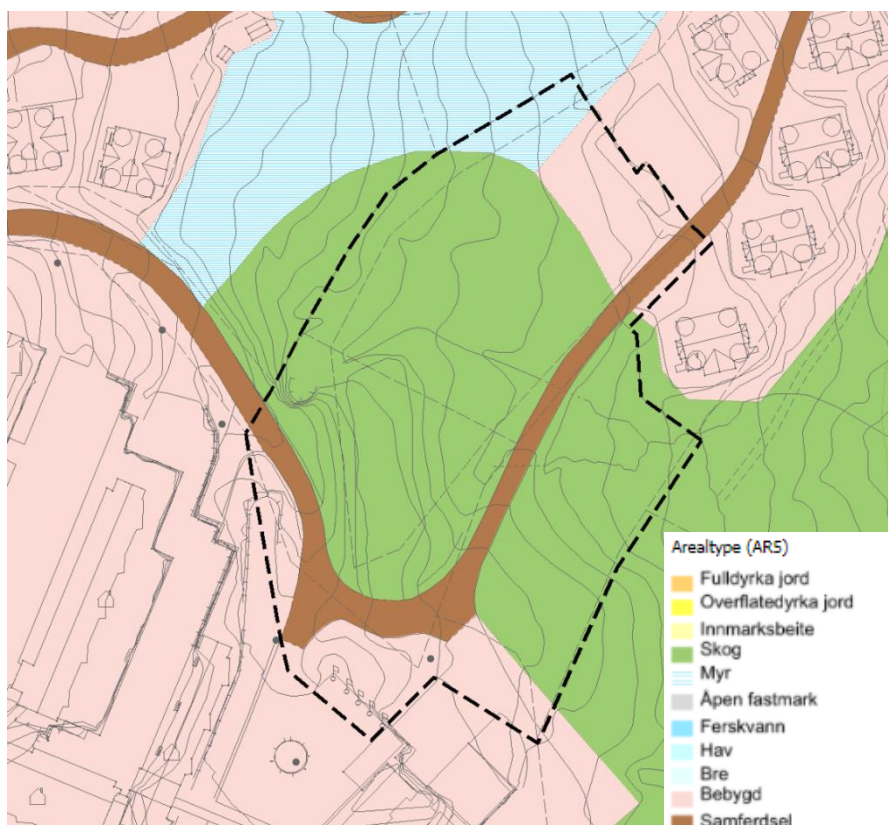 Arealtype (AR5)
Fulldyrka jord
Overflatedyrka jord
Innmarksbeite
Skog
Myr
Åpen fastmark
Ferskvann
Hav
Bre
Bebygd
Samferdsel